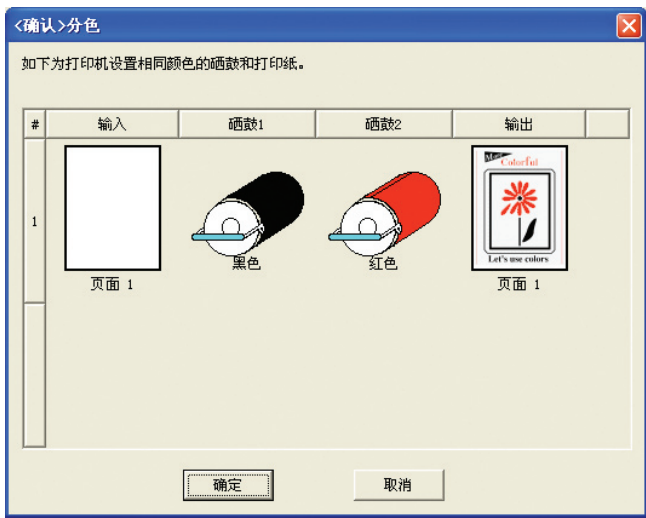 <确认>分色
如下为打印机设置相同颜色的硒鼓和打印纸。
# 输入 硒鼓1 硒鼓2 输出
1
Colorful
Let's use colors
黑色 红色
页面 1 页面 1
确定 取消